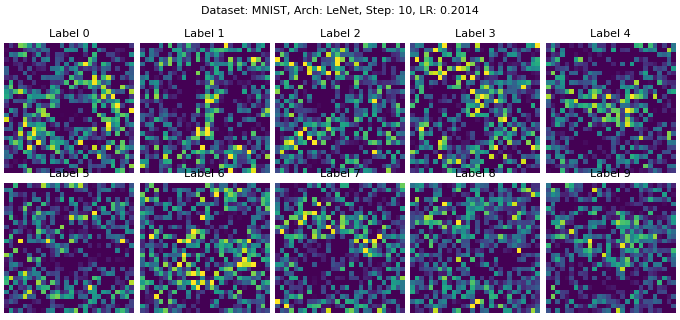 Dataset: MNIST, Arch: LeNet, Step: 10, LR: 0.2014
Label 0
Label 1
Label 2
Label 3
Label 4
Label 5
Label 6
Label 7
Label 8
Label 9